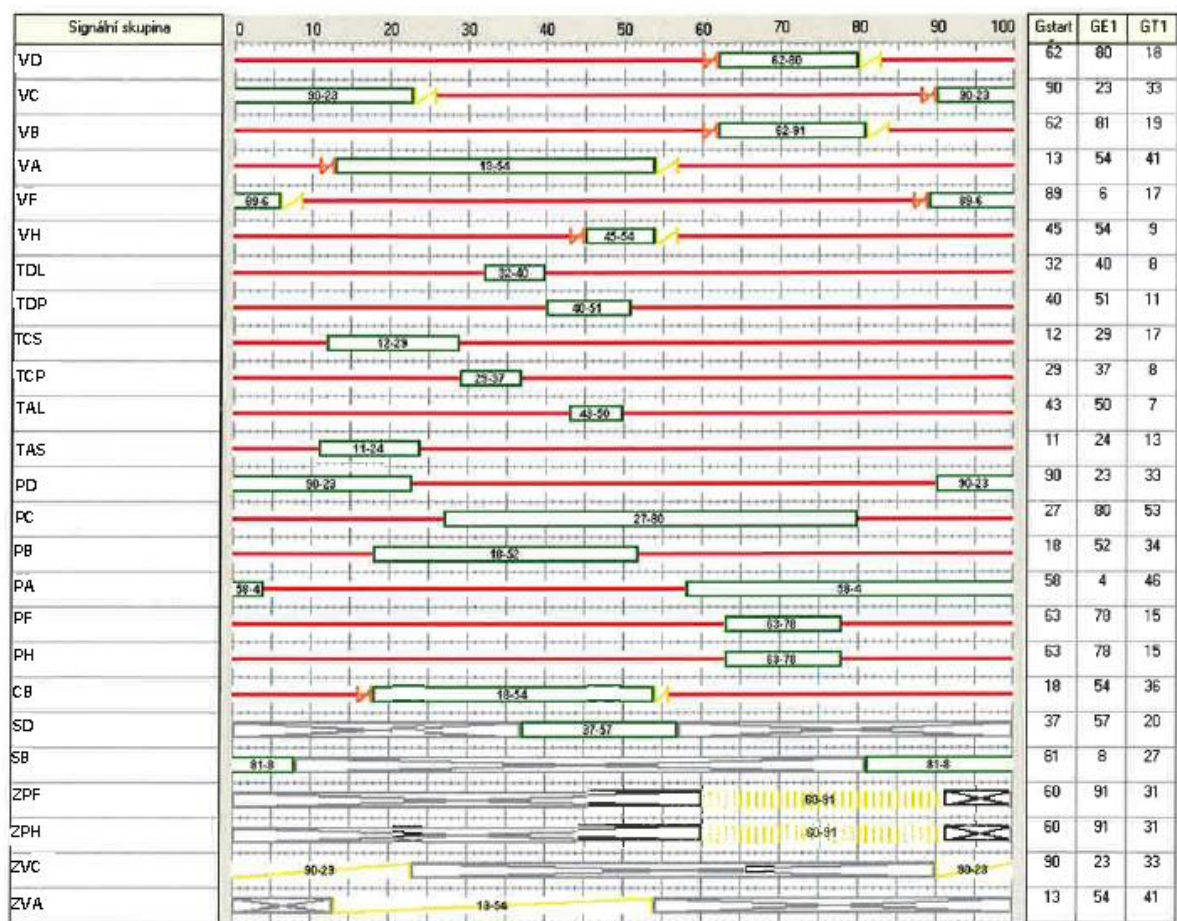 Signální skupina 0 10 20 30 40 50 60 70 80 90 100 Gstart GE1 GT1
VD 62-80 62 80 18
VC 90-23 90-23 90 23 33
VB 62-91 62 81 19
VA 13-54 13 54 41
VF 89-6 89-6 89 6 17
VH 45-54 45 54 9
TDL 32-40 32 40 8
TDP 40-51 40 51 11
TCS 12-29 12 29 17
TCP 29-37 29 37 8
TAL 43-50 43 50 7
TAS 11-24 11 24 13
PD 90-23 90-23 90 23 33
PC 27-80 27 80 53
PB 18-52 18 52 34
PA 58-4 58-4 58 4 46
PF 63-78 63 78 15
PH 63-78 63 78 15
CB 18-54 18 54 36
SD 37-57 37 57 20
SB 81-8 81-8 81 8 27
ZPF 60-91 60 91 31
ZPH 60-91 60 91 31
ZVC 90-23 90-23 90 23 33
ZVA 13-54 13 54 41